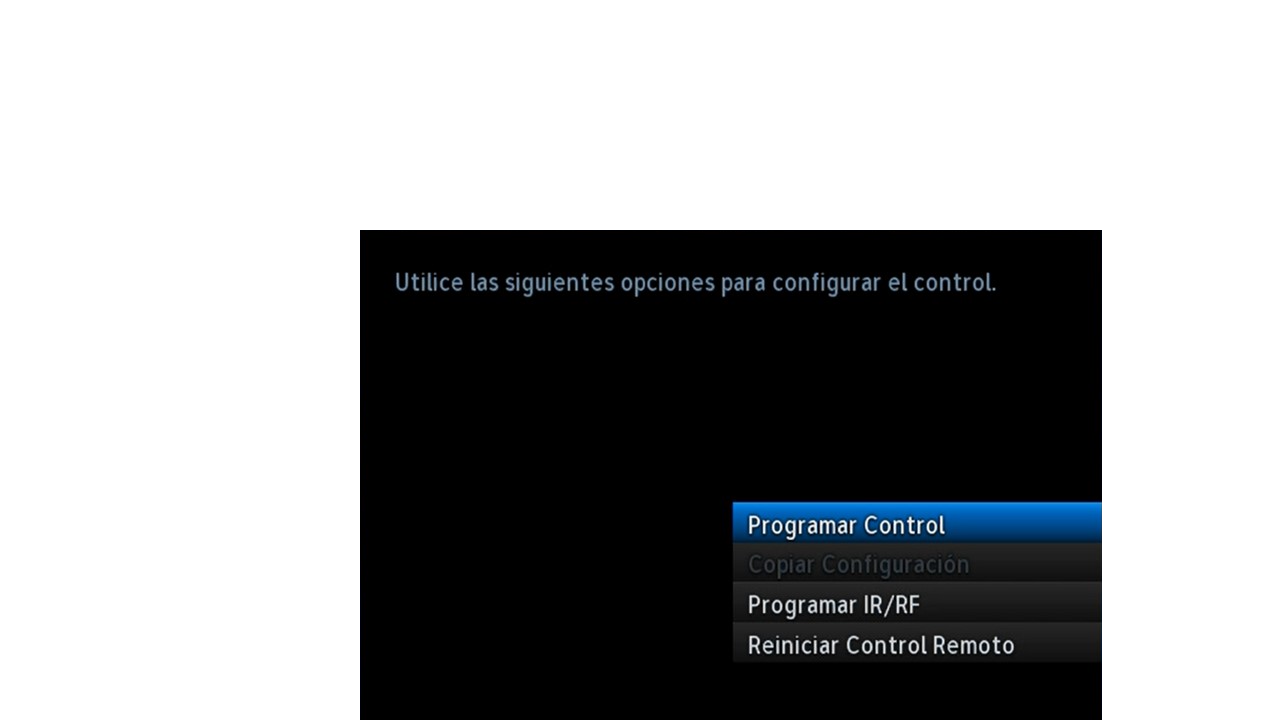 Utilice las siguientes opciones para configurar el control.
Programar Control
Copiar Configuración
Programar IR/RF
Reiniciar Control Remoto